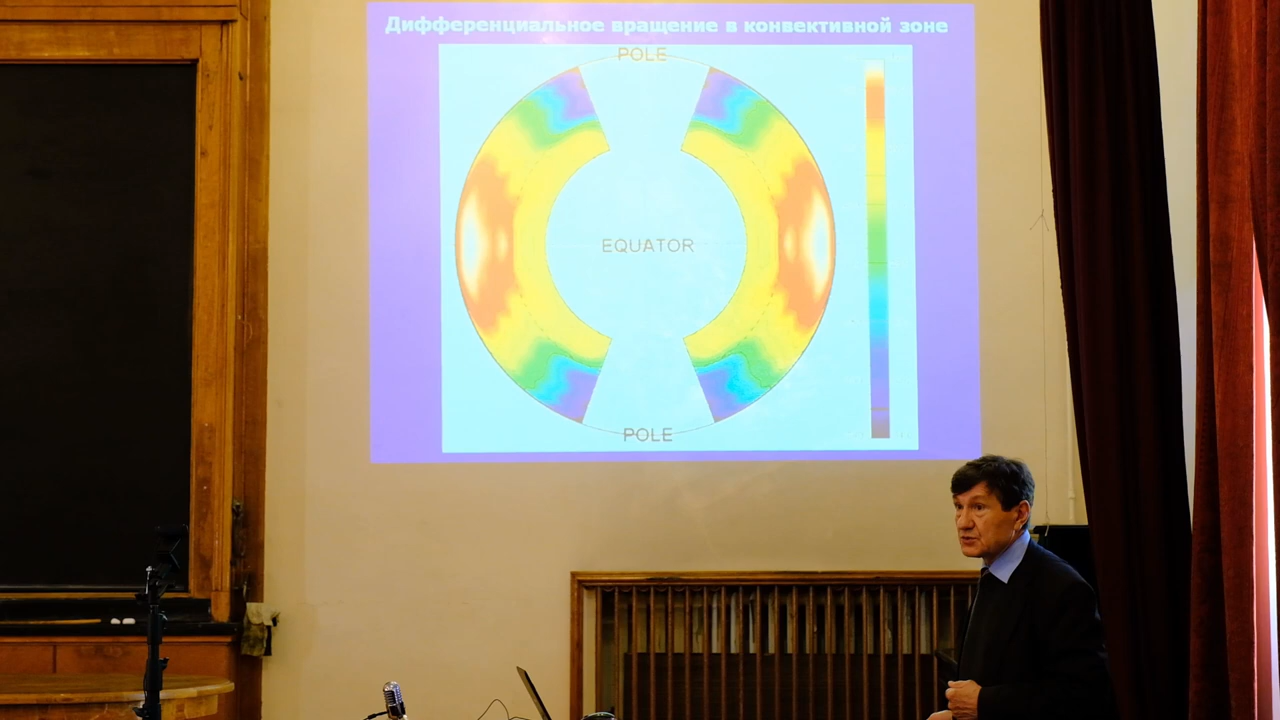 Дифференциальное вращение в конвективной зоне
POLE
EQUATOR
POLE